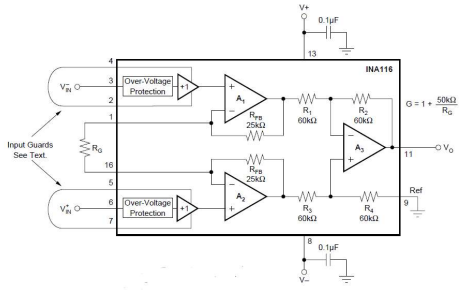 V+
0.1µF
13
INA116
4
3
V⁻IN
Over-Voltage
Protection
+1
2
+
−
A1
RFB
25kΩ
R1
60kΩ
R2
60kΩ
G = 1 + 50kΩ
RG
1
RG
Input Guards
See Text.
−
+
A3
11
VO
16
RFB
25kΩ
5
6
V⁺IN
Over-Voltage
Protection
+1
7
−
+
A2
R3
60kΩ
R4
60kΩ
Ref
9
8
0.1µF
V–